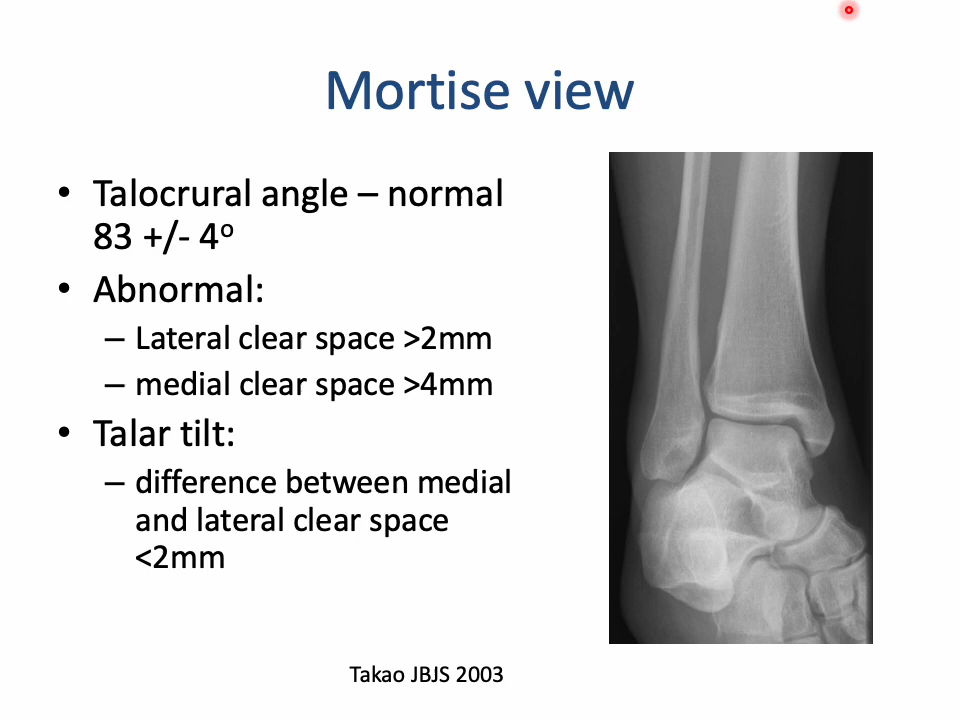 Mortise view
• Talocrural angle – normal
83 +/- 4º
• Abnormal:
– Lateral clear space >2mm
– medial clear space >4mm
• Talar tilt:
– difference between medial
and lateral clear space
<2mm
Takao JBJS 2003